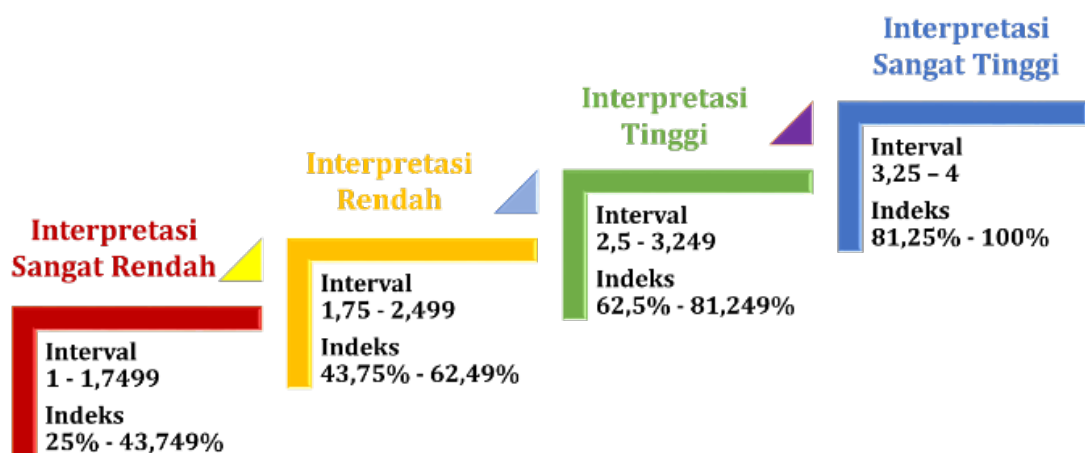 Interpretasi
Sangat Rendah
Interval
1 - 1,7499
Indeks
25% - 43,749%
Interpretasi
Rendah
Interval
1,75 - 2,499
Indeks
43,75% - 62,49%
Interpretasi
Tinggi
Interval
2,5 - 3,249
Indeks
62,5% - 81,249%
Interpretasi
Sangat Tinggi
Interval
3,25 – 4
Indeks
81,25% - 100%